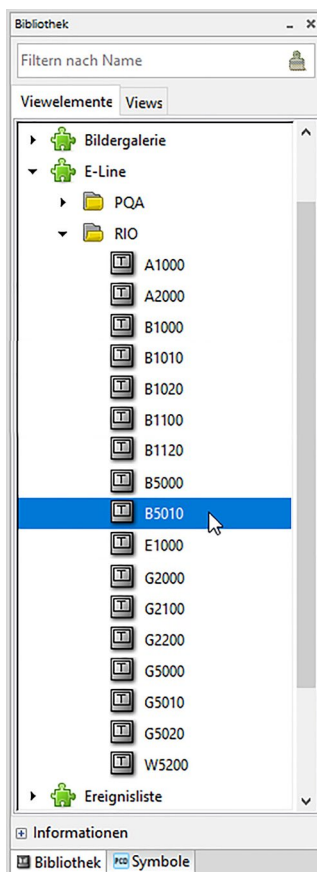 Bibliothek
Filtern nach Name
Viewelemente Views
Bildergalerie
E-Line
PQA
RIO
A1000
A2000
B1000
B1010
B1020
B1100
B1120
B5000
B5010
E1000
G2000
G2100
G2200
G5000
G5010
G5020
W5200
Ereignisliste
Informationen
Bibliothek PCD Symbole